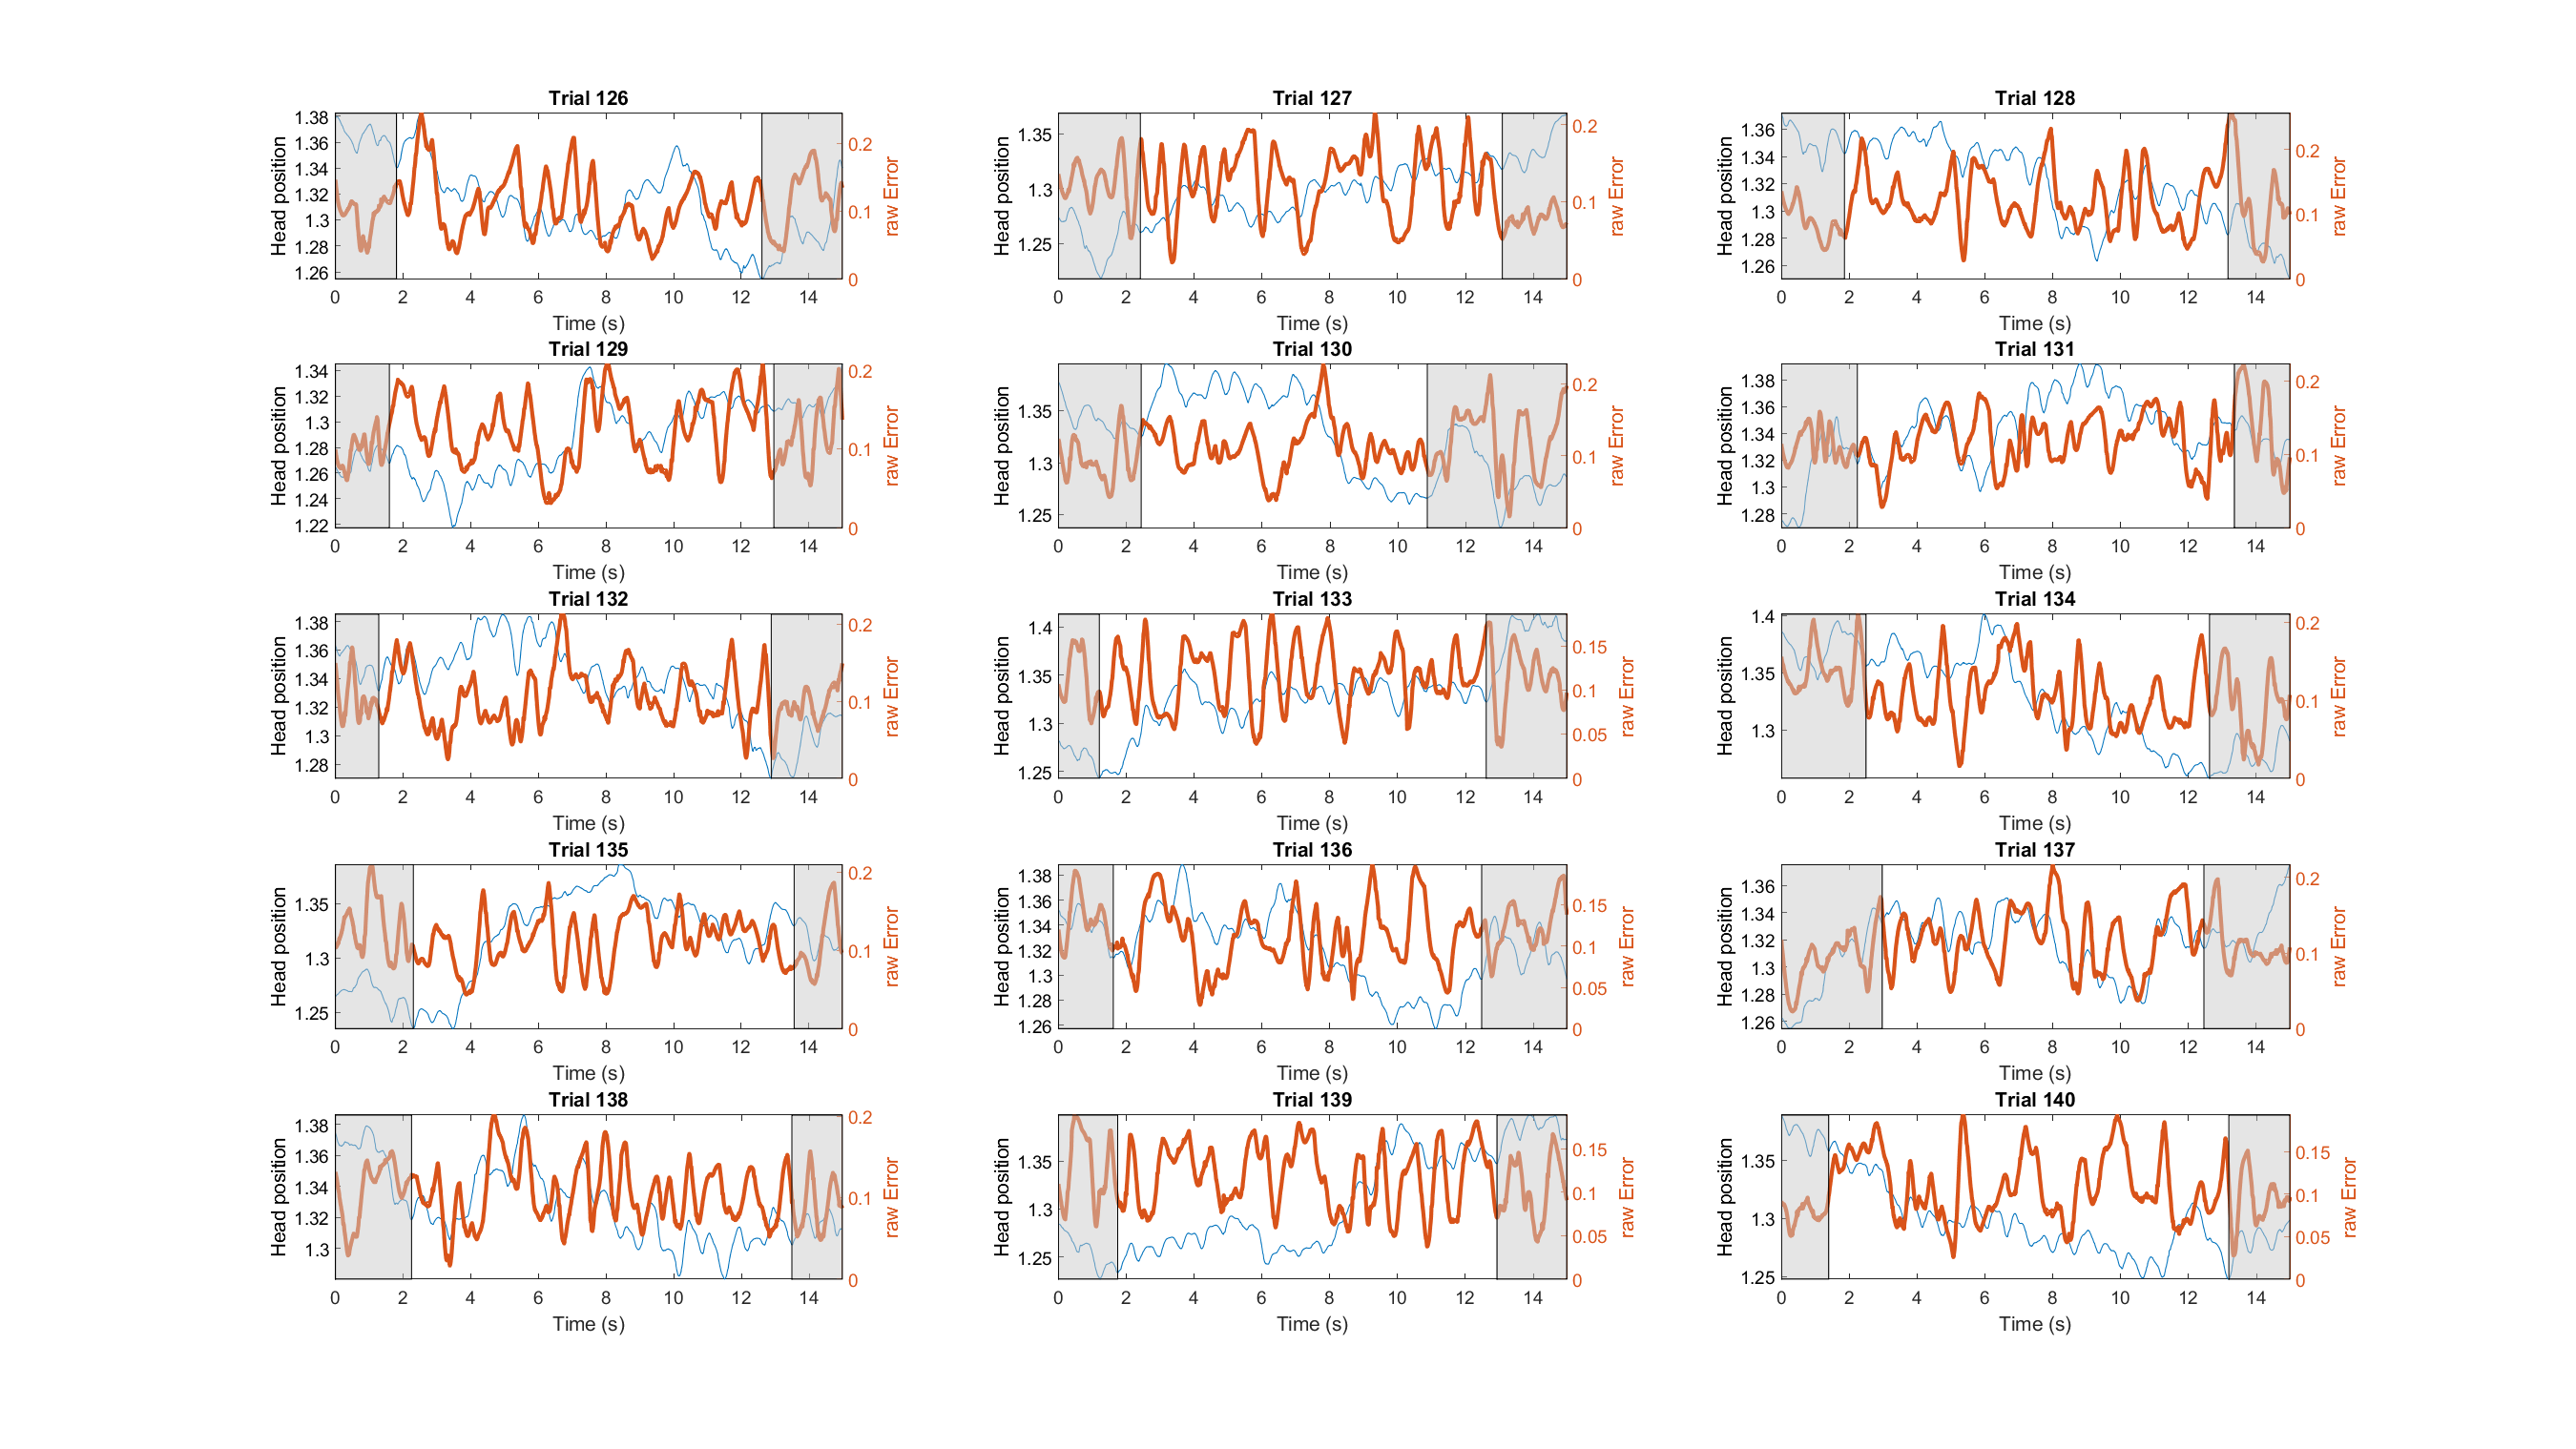 Trial 126
Head position
1.38
1.36
1.34
1.32
1.3
1.28
1.26
0.2
0.1
0
raw Error
0 2 4 6 8 10 12 14
Time (s)
Trial 127
Head position
1.35
1.3
1.25
0.2
0.1
0
raw Error
0 2 4 6 8 10 12 14
Time (s)
Trial 128
Head position
1.36
1.34
1.32
1.3
1.28
1.26
0.2
0.1
0
raw Error
0 2 4 6 8 10 12 14
Time (s)
Trial 129
Head position
1.34
1.32
1.3
1.28
1.26
1.24
1.22
0.2
0.1
0
raw Error
0 2 4 6 8 10 12 14
Time (s)
Trial 130
Head position
1.35
1.3
1.25
0.2
0.1
0
raw Error
0 2 4 6 8 10 12 14
Time (s)
Trial 131
Head position
1.38
1.36
1.34
1.32
1.3
1.28
0.2
0.1
0
raw Error
0 2 4 6 8 10 12 14
Time (s)
Trial 132
Head position
1.38
1.36
1.34
1.32
1.3
1.28
0.2
0.1
0
raw Error
0 2 4 6 8 10 12 14
Time (s)
Trial 133
Head position
1.4
1.35
1.3
1.25
0.15
0.1
0.05
0
raw Error
0 2 4 6 8 10 12 14
Time (s)
Trial 134
Head position
1.4
1.35
1.3
0.2
0.1
0
raw Error
0 2 4 6 8 10 12 14
Time (s)
Trial 135
Head position
1.35
1.3
1.25
0.2
0.1
0
raw Error
0 2 4 6 8 10 12 14
Time (s)
Trial 136
Head position
1.38
1.36
1.34
1.32
1.3
1.28
1.26
0.15
0.1
0.05
0
raw Error
0 2 4 6 8 10 12 14
Time (s)
Trial 137
Head position
1.36
1.34
1.32
1.3
1.28
1.26
0.2
0.1
0
raw Error
0 2 4 6 8 10 12 14
Time (s)
Trial 138
Head position
1.38
1.36
1.34
1.32
1.3
0.2
0.1
0
raw Error
0 2 4 6 8 10 12 14
Time (s)
Trial 139
Head position
1.35
1.3
1.25
0.15
0.1
0.05
0
raw Error
0 2 4 6 8 10 12 14
Time (s)
Trial 140
Head position
1.35
1.3
1.25
0.15
0.1
0.05
0
raw Error
0 2 4 6 8 10 12 14
Time (s)